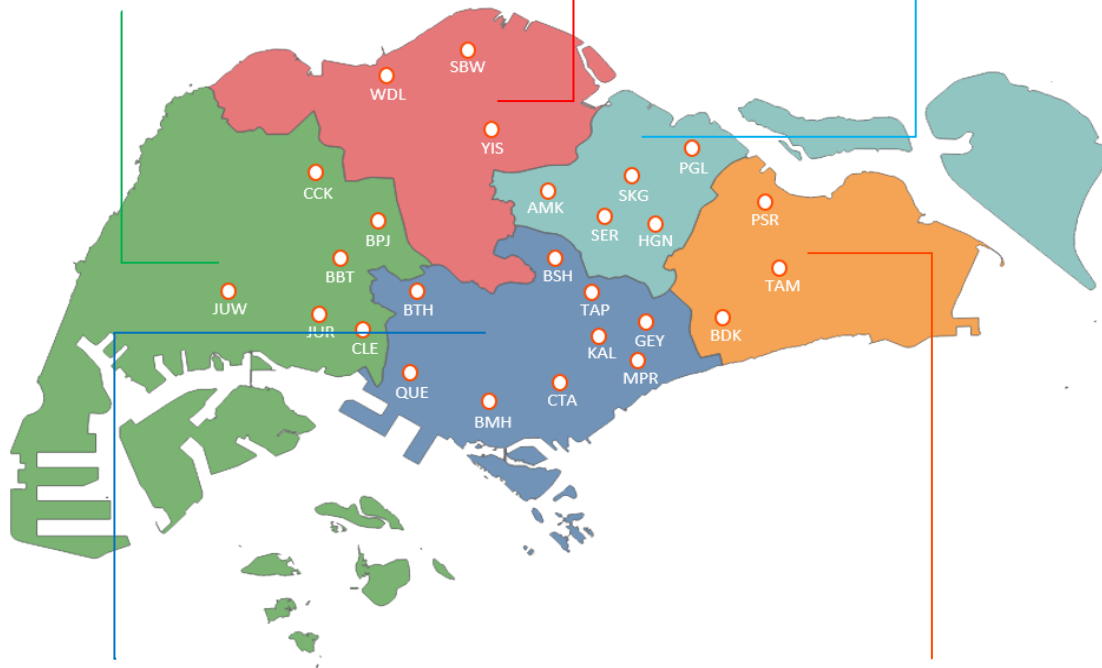 SBW
WDL
YIS
PGL
CCK
SKG
AMK
PSR
BPJ
SER
HGN
BBT
BSH
TAM
JUW
BTH
TAP
JUR
CLE
GEY
BDK
KAL
MPR
QUE
CTA
BMH